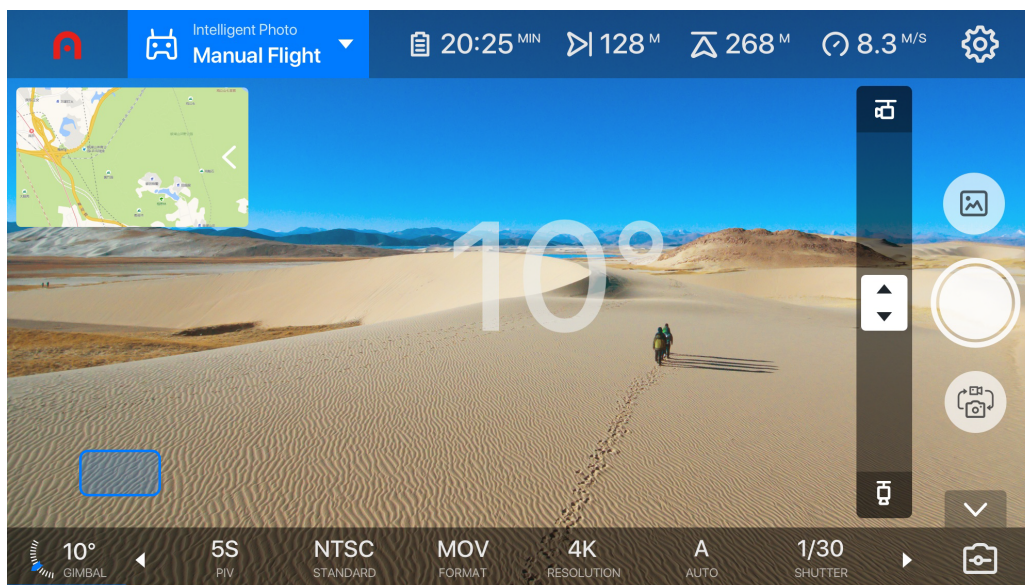 Intelligent Photo
Manual Flight
20:25 MIN
128 M
268 M
8.3 M/S
10°
10°
GIMBAL
5S
PIV
NTSC
STANDARD
MOV
FORMAT
4K
RESOLUTION
A
AUTO
1/30
SHUTTER